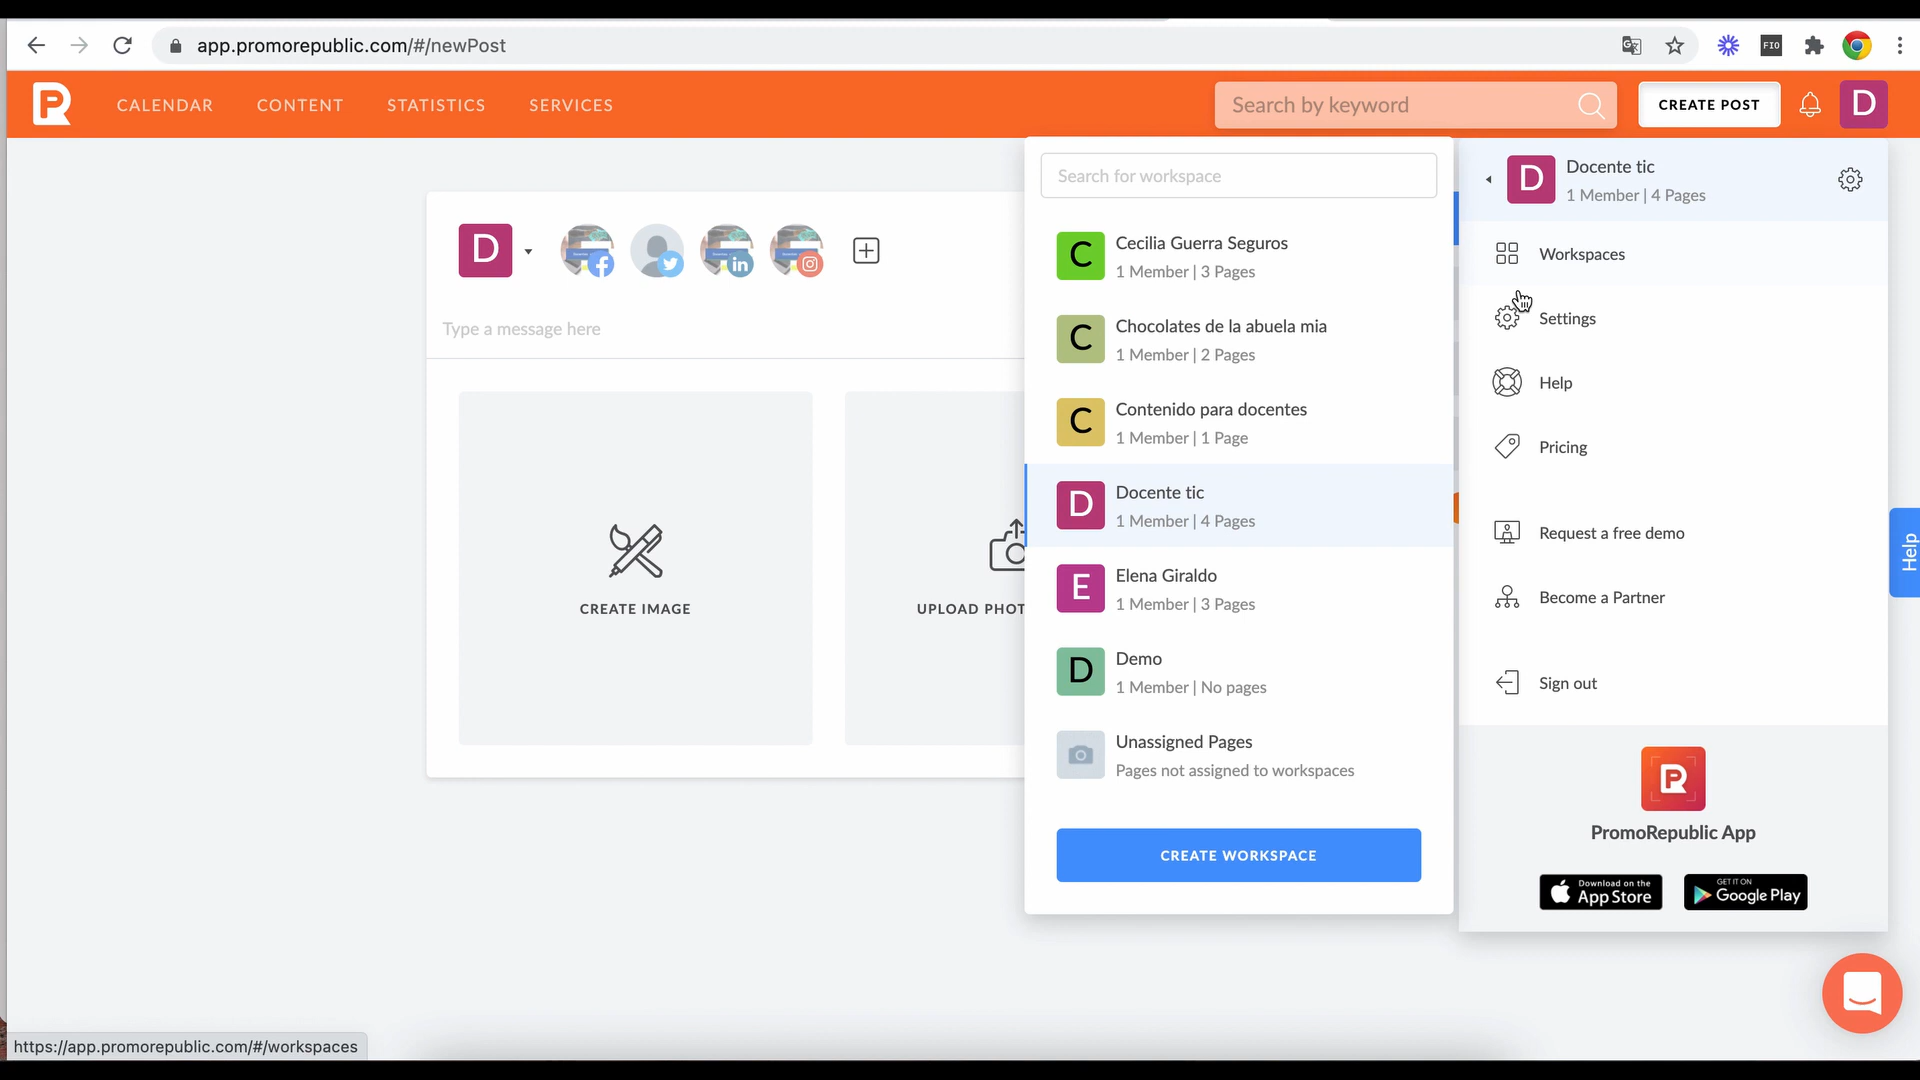 app.promorepublic.com/#/newPost
FIO
CALENDAR
CONTENT
STATISTICS
SERVICES
Search by keyword
CREATE POST
D
Search for workspace
D
Docente tic
1 Member | 4 Pages
D
Type a message here
CREATE IMAGE
UPLOAD PHOT
C
Cecilia Guerra Seguros
1 Member | 3 Pages
C
Chocolates de la abuela mia
1 Member | 2 Pages
C
Contenido para docentes
1 Member | 1 Page
D
Docente tic
1 Member | 4 Pages
E
Elena Giraldo
1 Member | 3 Pages
D
Demo
1 Member | No pages
Unassigned Pages
Pages not assigned to workspaces
CREATE WORKSPACE
Workspaces
Settings
Help
Pricing
Request a free demo
Become a Partner
Sign out
PromoRepublic App
Download on the
App Store
GET IT ON
Google Play
Help
https://app.promorepublic.com/#/workspaces